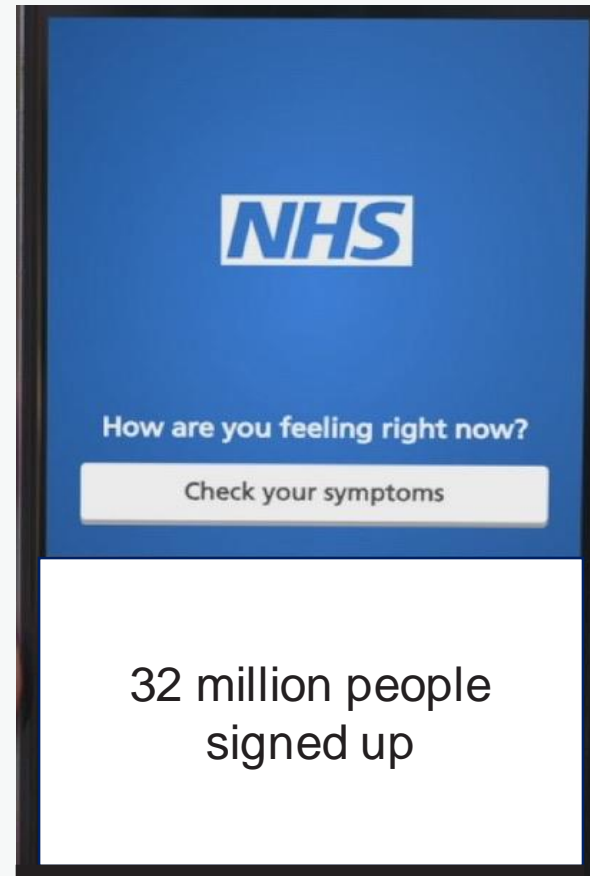 NHS
How are you feeling right now?
Check your symptoms
32 million people
signed up